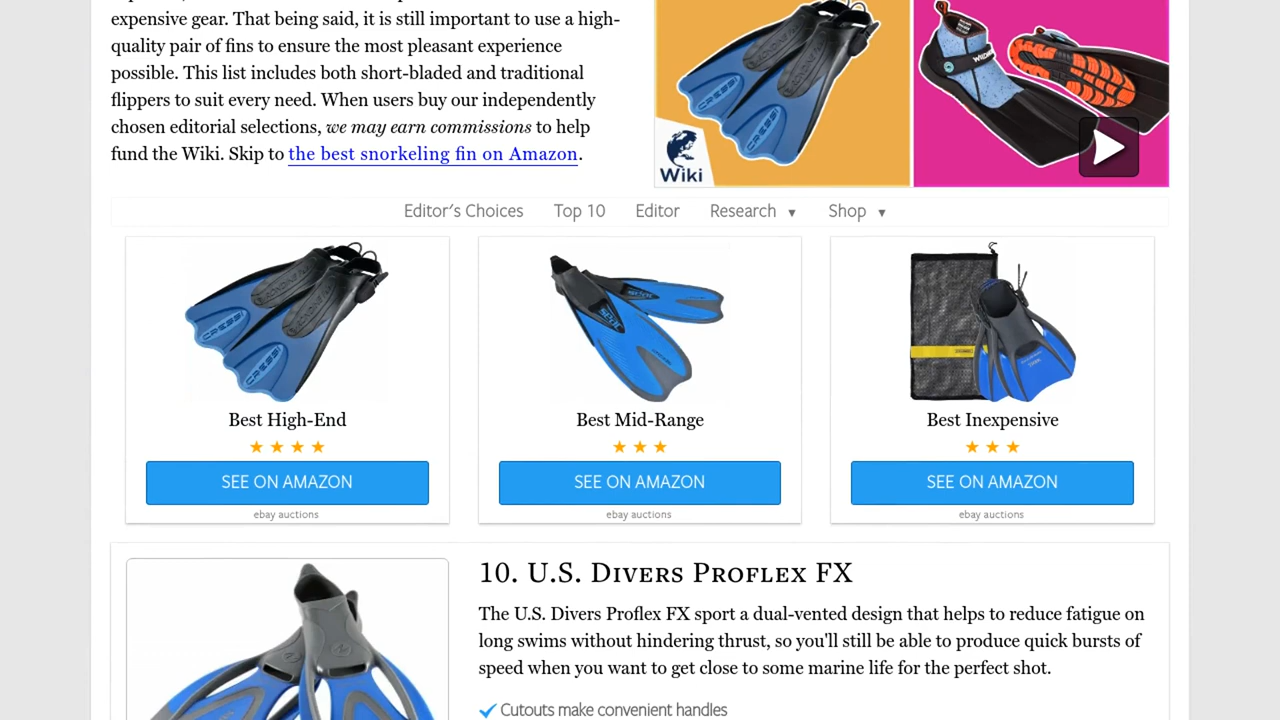 expensive gear. That being said, it is still important to use a high-
quality pair of fins to ensure the most pleasant experience
possible. This list includes both short-bladed and traditional
flippers to suit every need. When users buy our independently
chosen editorial selections, we may earn commissions to help
fund the Wiki. Skip to the best snorkeling fin on Amazon.
CRESSI
CRESSI
Wiki
Editor's Choices Top 10 Editor Research ▼ Shop ▼
CRESSI
CRESSI
seac
Best High-End Best Mid-Range Best Inexpensive
SEE ON AMAZON SEE ON AMAZON SEE ON AMAZON
ebay auctions ebay auctions ebay auctions
10. U.S. Divers Proflex FX
The U.S. Divers Proflex FX sport a dual-vented design that helps to reduce fatigue on
long swims without hindering thrust, so you'll still be able to produce quick bursts of
speed when you want to get close to some marine life for the perfect shot.
Cutouts make convenient handles